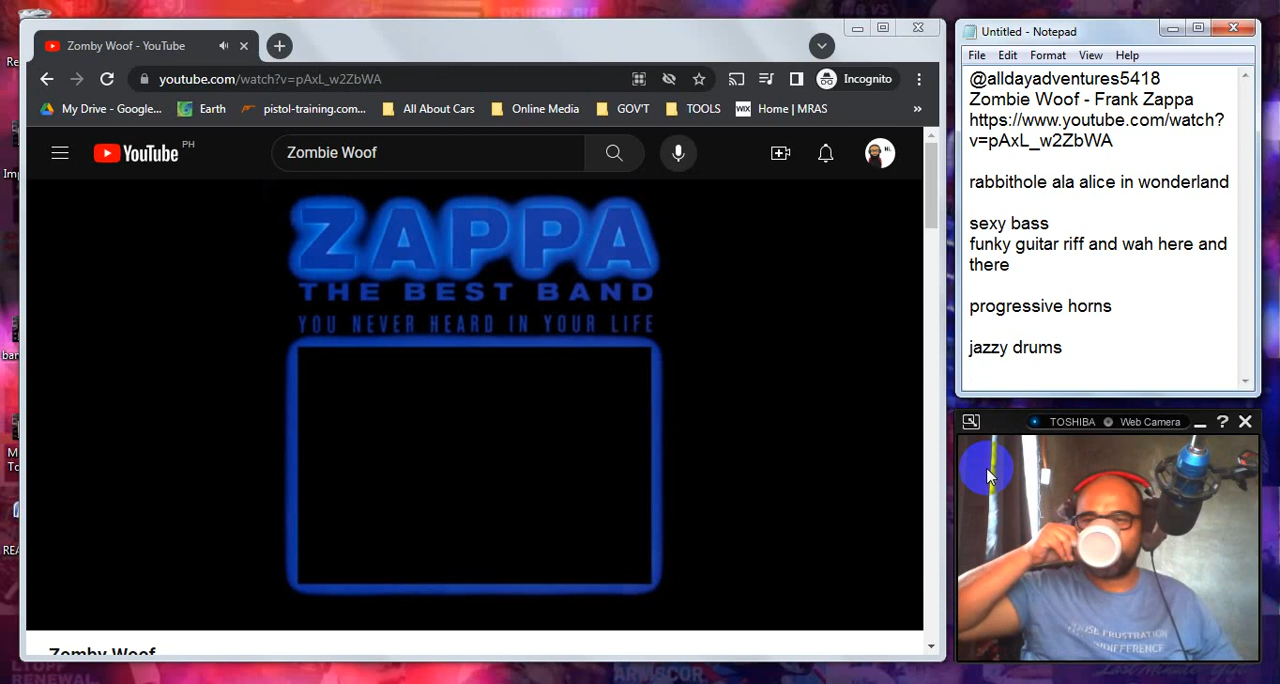 Zomby Woof - YouTube
youtube.com/watch?v=pAxL_w2ZbWA
Incognito
My Drive - Google...
Earth
pistol-training.com...
All About Cars
Online Media
GOV'T
TOOLS
WIX
Home | MRAS
»
YouTube PH
Zombie Woof
ZAPPA
THE BEST BAND
YOU NEVER HEARD IN YOUR LIFE
Zomby Woof
Untitled - Notepad
File Edit Format View Help
@alldayadventures5418
Zombie Woof - Frank Zappa
https://www.youtube.com/watch?
v=pAxL_w2ZbWA
rabbithole ala alice in wonderland
sexy bass
funky guitar riff and wah here and
there
progressive horns
jazzy drums
TOSHIBA Web Camera
FRUSTRATION
RENEWAL
ARMSCOR